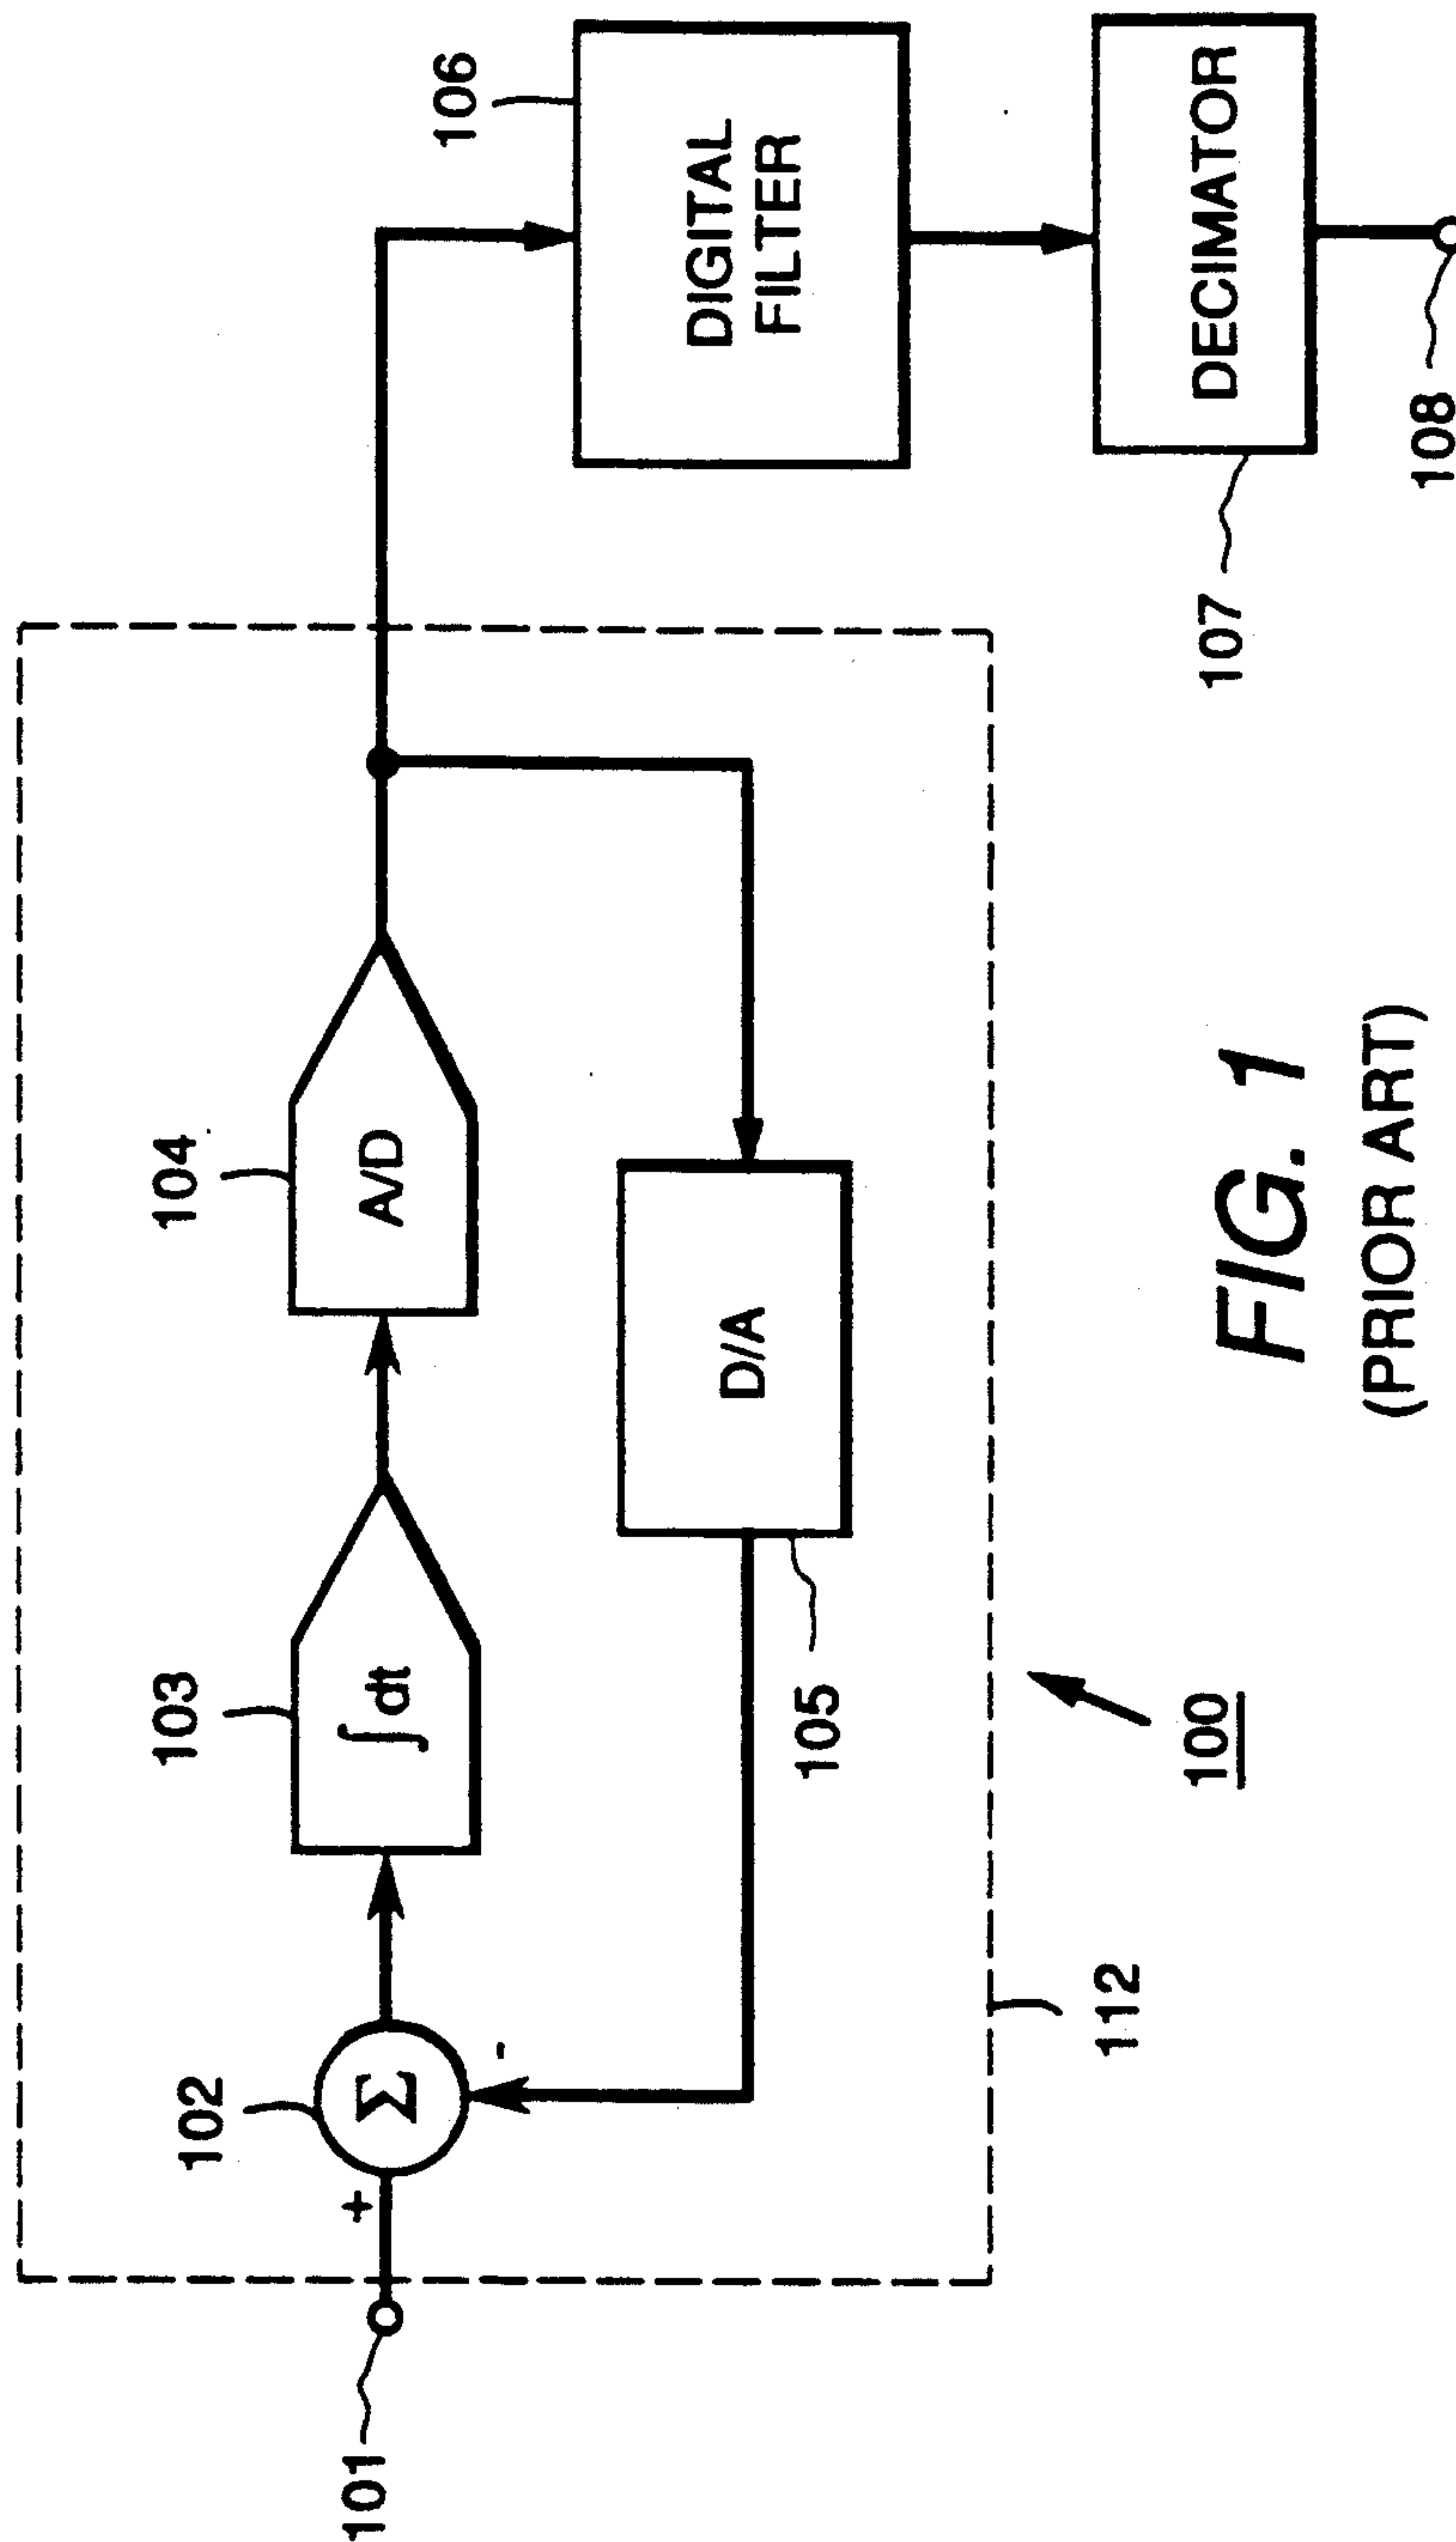 106
DIGITAL
FILTER
104
A/D
103
∫ dt
102
+
Σ
-
101
D/A
105
107
DECIMATOR
108
112
100
FIG. 1
(PRIOR ART)